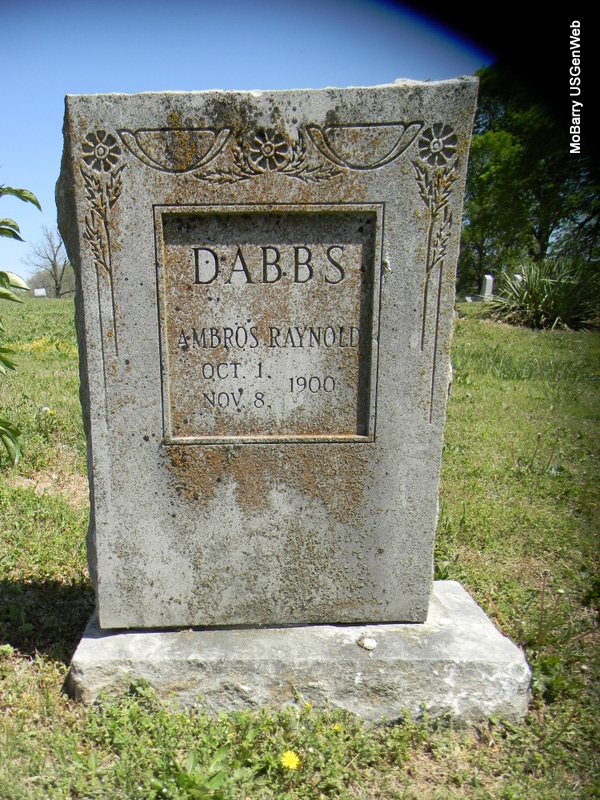 DABBS
AMBROS RAYNOLD
OCT. 1,
1900
NOV. 8,
MoBarry USGenWeb